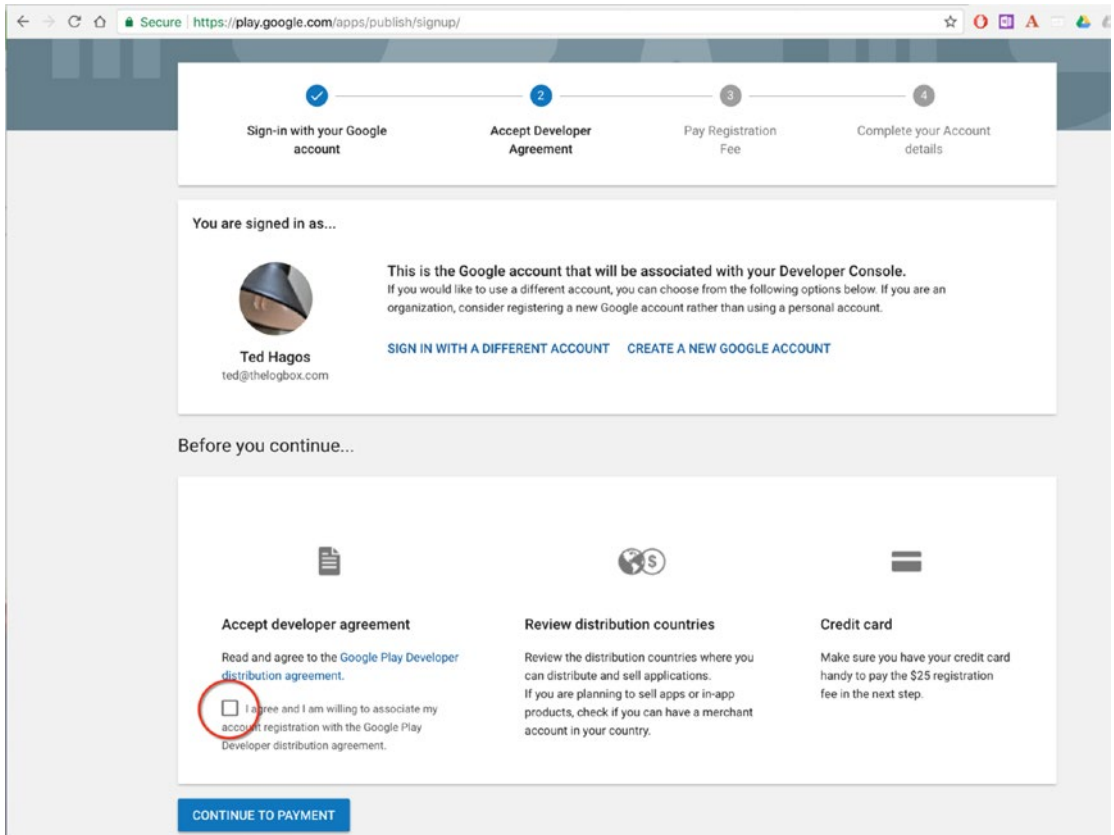 Secure https://play.google.com/apps/publish/signup/
2 3 4
Sign-in with your Google account
Accept Developer Agreement
Pay Registration Fee
Complete your Account details
You are signed in as...
This is the Google account that will be associated with your Developer Console.
If you would like to use a different account, you can choose from the following options below. If you are an
organization, consider registering a new Google account rather than using a personal account.
SIGN IN WITH A DIFFERENT ACCOUNT CREATE A NEW GOOGLE ACCOUNT
Ted Hagos
ted@thelogbox.com
Before you continue...
$
Accept developer agreement
Read and agree to the Google Play Developer
distribution agreement.
I agree and I am willing to associate my
account registration with the Google Play
Developer distribution agreement.
Review distribution countries
Review the distribution countries where you
can distribute and sell applications.
If you are planning to sell apps or in-app
products, check if you can have a merchant
account in your country.
Credit card
Make sure you have your credit card
handy to pay the $25 registration
fee in the next step.
CONTINUE TO PAYMENT